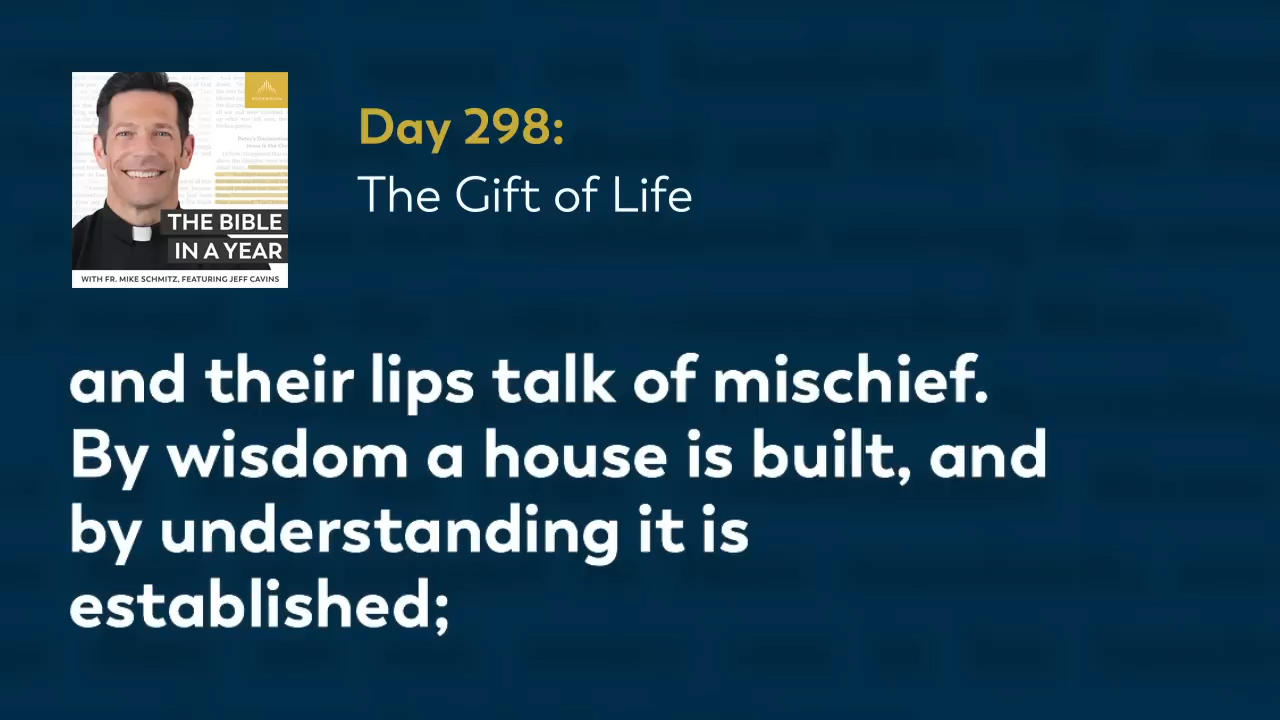 THE BIBLE
IN A YEAR
WITH FR. MIKE SCHMITZ, FEATURING JEFF CAVINS
Day 298:
The Gift of Life
and their lips talk of mischief.
By wisdom a house is built, and
by understanding it is
established;